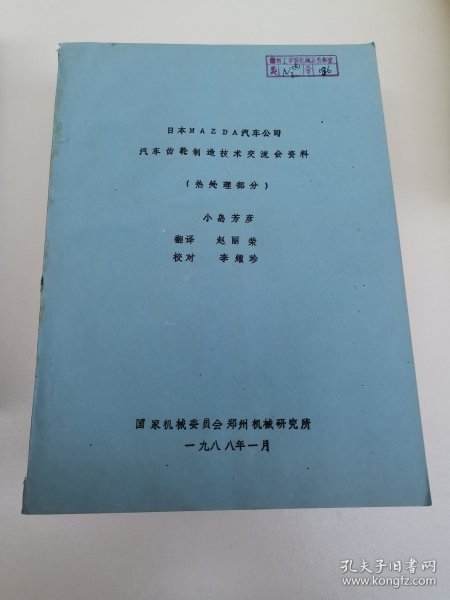 日本MAZDA汽车公司
汽车齿轮制造技术交流会资料
（热处理部分）
小岛芳彦
翻译 赵丽荣
校对 李耀珍
国家机械委员会郑州机械研究所
一九八八年一月
孔夫子旧书网
www.kongfz.com